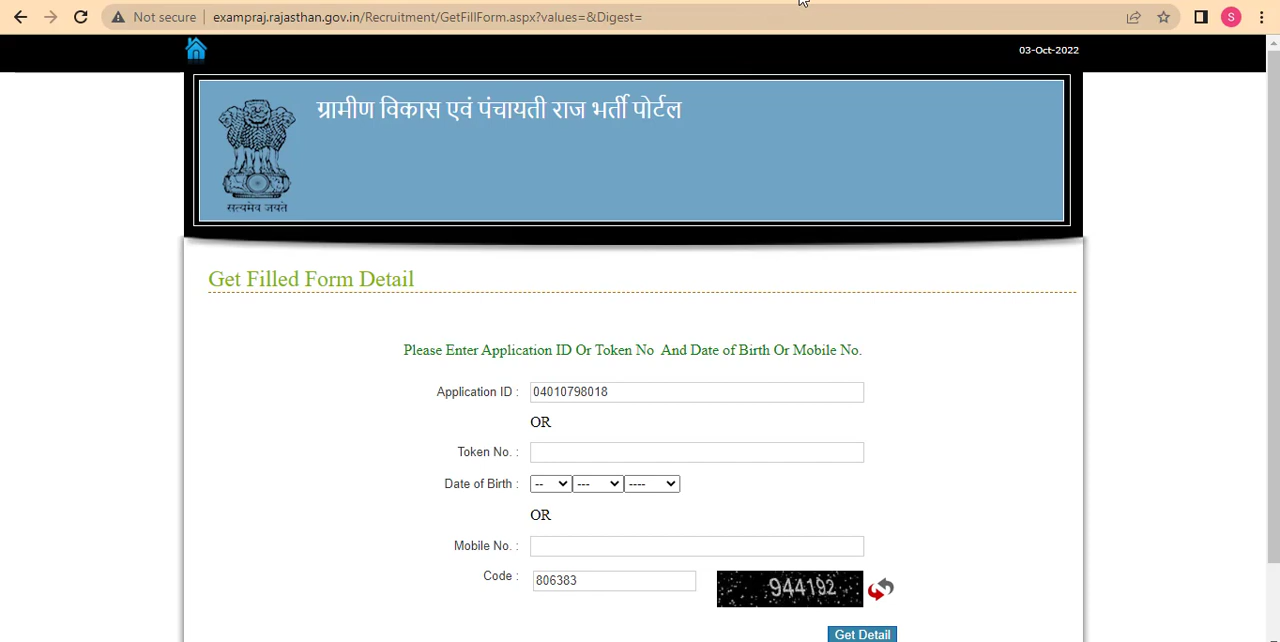 Not secure
exampraj.rajasthan.gov.in/Recruitment/GetFillForm.aspx?values=&Digest=
S
03-Oct-2022
ग्रामीण विकास एवं पंचायती राज भर्ती पोर्टल
सत्यमेव जयते
Get Filled Form Detail
Please Enter Application ID Or Token No And Date of Birth Or Mobile No.
Application ID : 04010798018
OR
Token No. :
Date of Birth : -- --- ----
OR
Mobile No. :
Code : 806383 944192
Get Detail